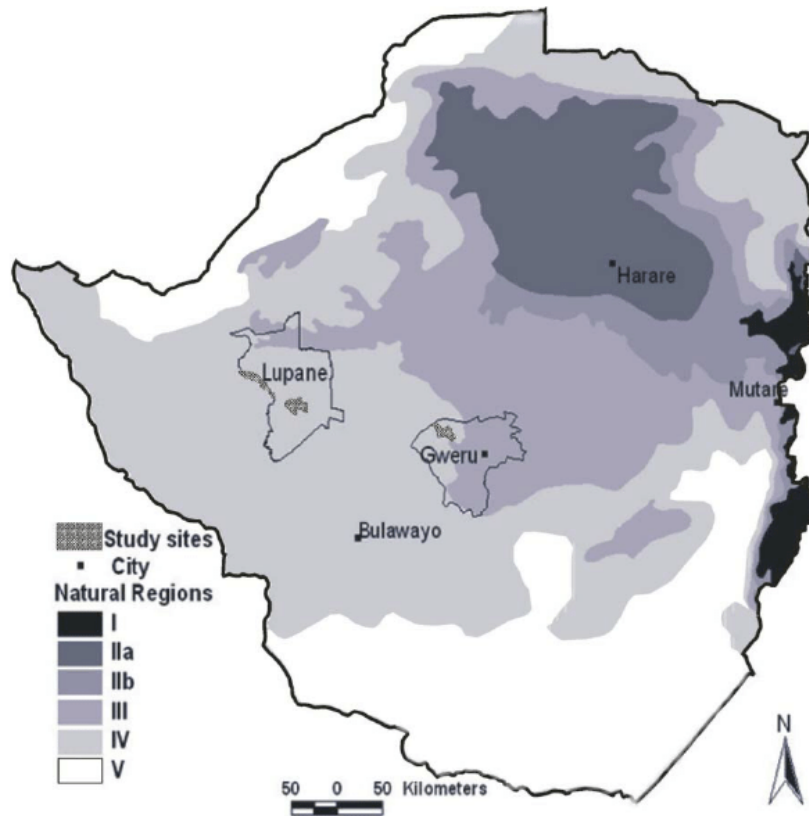 Harare
Mutare
Lupane
Gweru
Bulawayo
Study sites
City
Natural Regions
I
IIa
IIb
III
IV
V
50 0 50 Kilometers
N